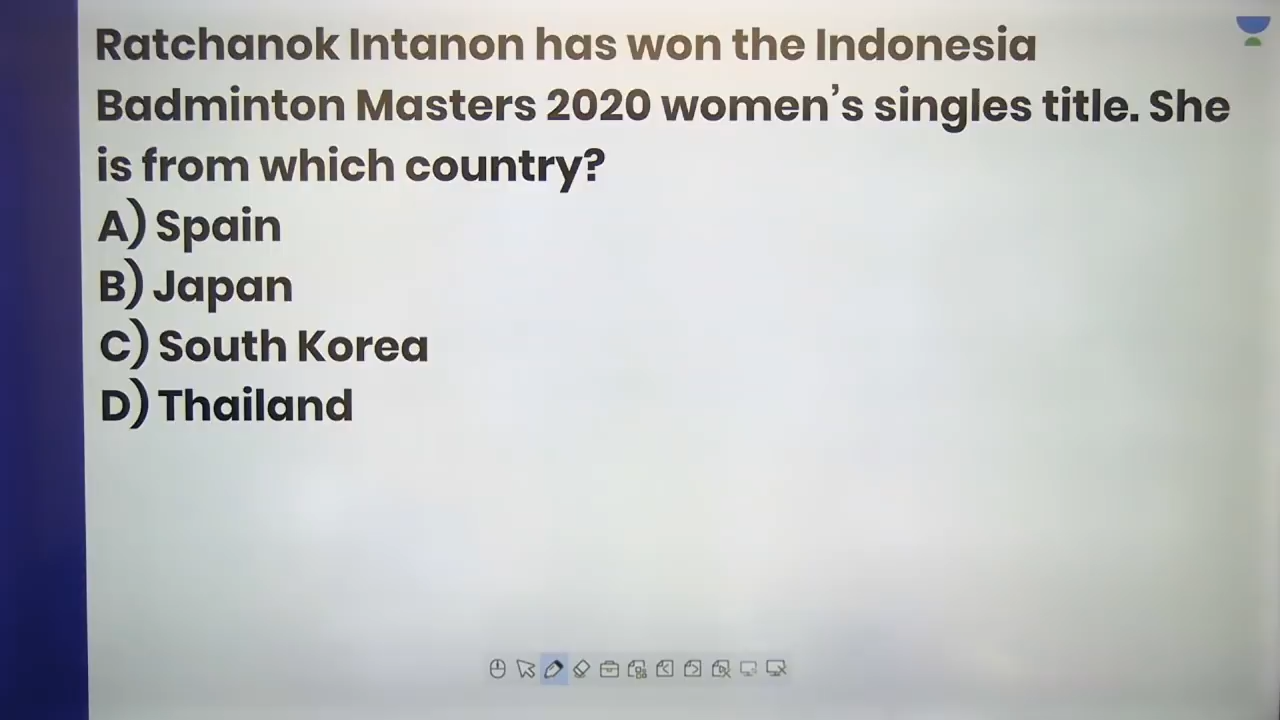 Ratchanok Intanon has won the Indonesia
Badminton Masters 2020 women's singles title. She
is from which country?
A) Spain
B) Japan
C) South Korea
D) Thailand